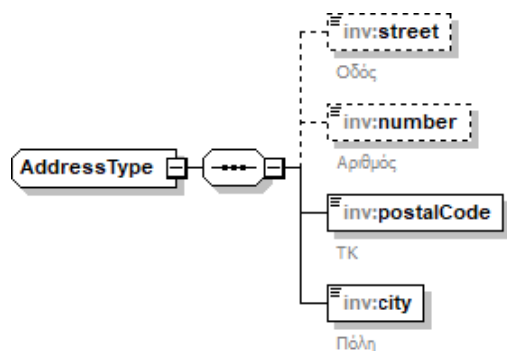 inv:street
Οδός
inv:number
Αριθμός
AddressType
inv:postalCode
ΤΚ
inv:city
Πόλη